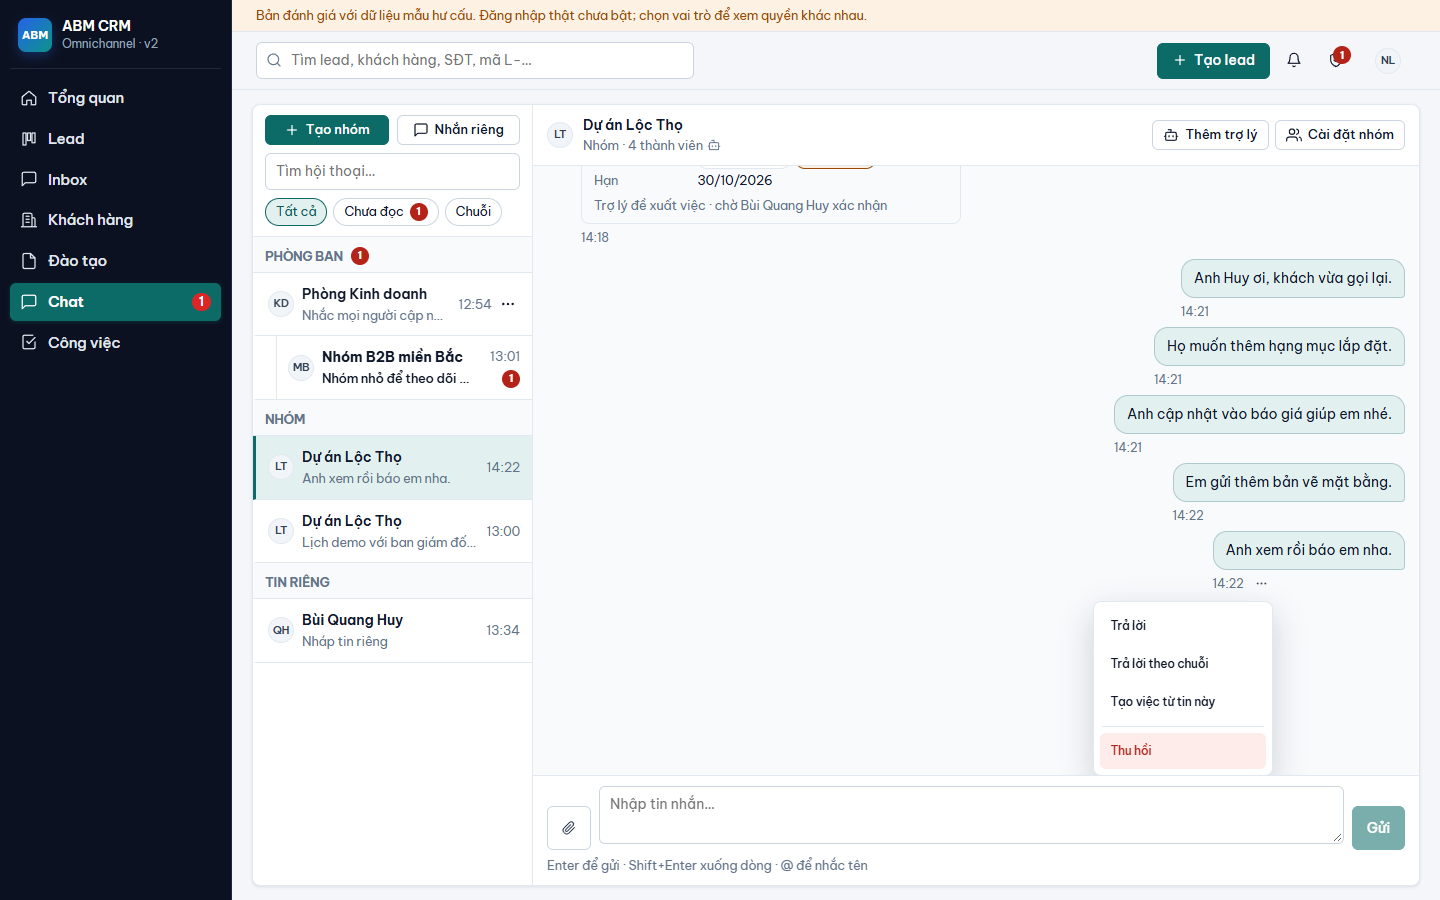 Bản đánh giá với dữ liệu mẫu hư cấu. Đăng nhập thật chưa bật; chọn vai trò để xem quyền khác nhau.
ABM
ABM CRM
Omnichannel · v2
Tổng quan
Lead
Inbox
Khách hàng
Đào tạo
Chat 1
Công việc
Tìm lead, khách hàng, SĐT, mã L-...
Tạo lead
1
NL
Tạo nhóm
Nhắn riêng
Tìm hội thoại...
Tất cả
Chưa đọc 1
Chuỗi
PHÒNG BAN 1
KD
Phòng Kinh doanh
Nhắc mọi người cập n...
12:54
MB
Nhóm B2B miền Bắc
Nhóm nhỏ để theo dõi ...
13:01
1
NHÓM
LT
Dự án Lộc Thọ
Anh xem rồi báo em nha.
14:22
LT
Dự án Lộc Thọ
Lịch demo với ban giám đố...
13:00
TIN RIÊNG
QH
Bùi Quang Huy
Nháp tin riêng
13:34
LT
Dự án Lộc Thọ
Nhóm · 4 thành viên
Thêm trợ lý
Cài đặt nhóm
Hạn 30/10/2026
Trợ lý đề xuất việc · chờ Bùi Quang Huy xác nhận
14:18
Anh Huy ơi, khách vừa gọi lại.
14:21
Họ muốn thêm hạng mục lắp đặt.
14:21
Anh cập nhật vào báo giá giúp em nhé.
14:21
Em gửi thêm bản vẽ mặt bằng.
14:22
Anh xem rồi báo em nha.
14:22
Trả lời
Trả lời theo chuỗi
Tạo việc từ tin này
Thu hồi
Nhập tin nhắn...
Gửi
Enter để gửi · Shift+Enter xuống dòng · @ để nhắc tên